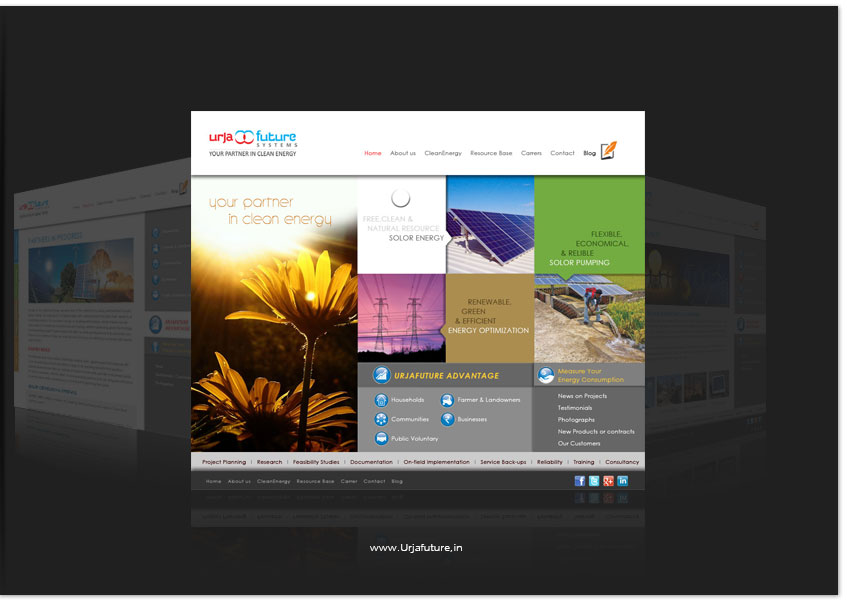 urja future
SYSTEMS
YOUR PARTNER IN CLEAN ENERGY
Home About us CleanEnergy Resource Base Carrers Contact Blog
your partner
in clean energy
FREE CLEAN &
NATURAL RESOURCE
SOLOR ENERGY
FLEXIBLE,
ECONOMICAL,
& RELIBLE
SOLOR PUMPING
RENEWABLE,
GREEN
& EFFICIENT
ENERGY OPTIMIZATION
URJAFUTURE ADVANTAGE
Households Farmer & Landowners
Communities Businesses
Public Voluntary
Measure Your
Energy Consumption
News on Projects
Testimonials
Photographs
New Products or contracts
Our Customers
Project Planning | Research | Feasibility Studies | Documentation | On-field Implementation | Service Back-ups | Reliability | Training | Consultancy
Home About us CleanEnergy Resource Base Carrer Contact Blog
PARTNERS IN PROGRESS
www.Urjafuture.in